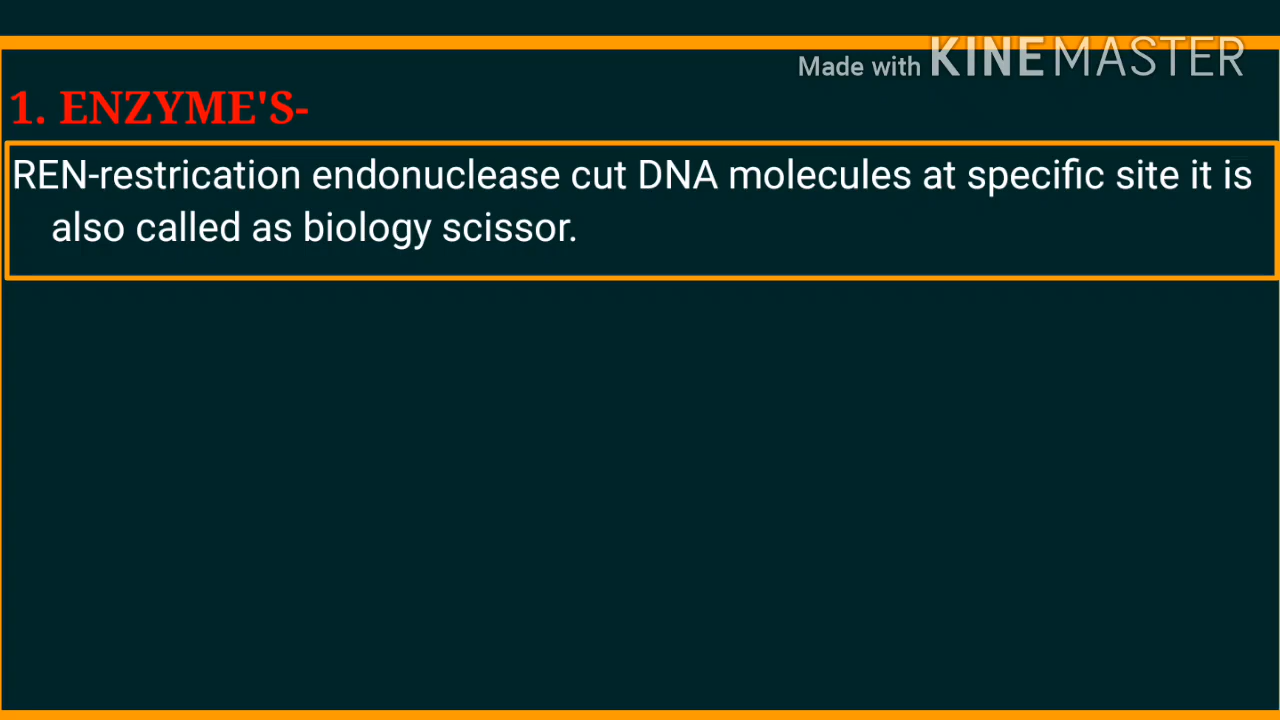 Made with KINEMASTER
1. ENZYME'S-
REN-restrication endonuclease cut DNA molecules at specific site it is
also called as biology scissor.